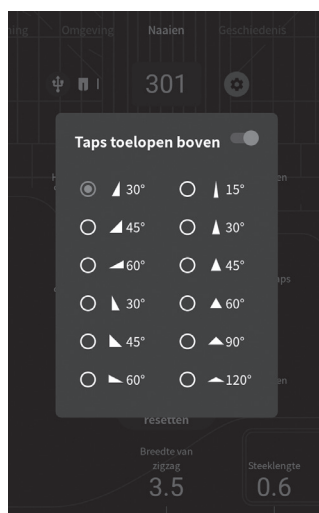 Omgeving
Naaien
Geschiedenis
301
Taps toelopen boven
30° 15°
45° 30°
60° 45°
30° 60°
45° 90°
60° 120°
resetten
Breedte van
zigzag
Steeklengte
3.5
0.6